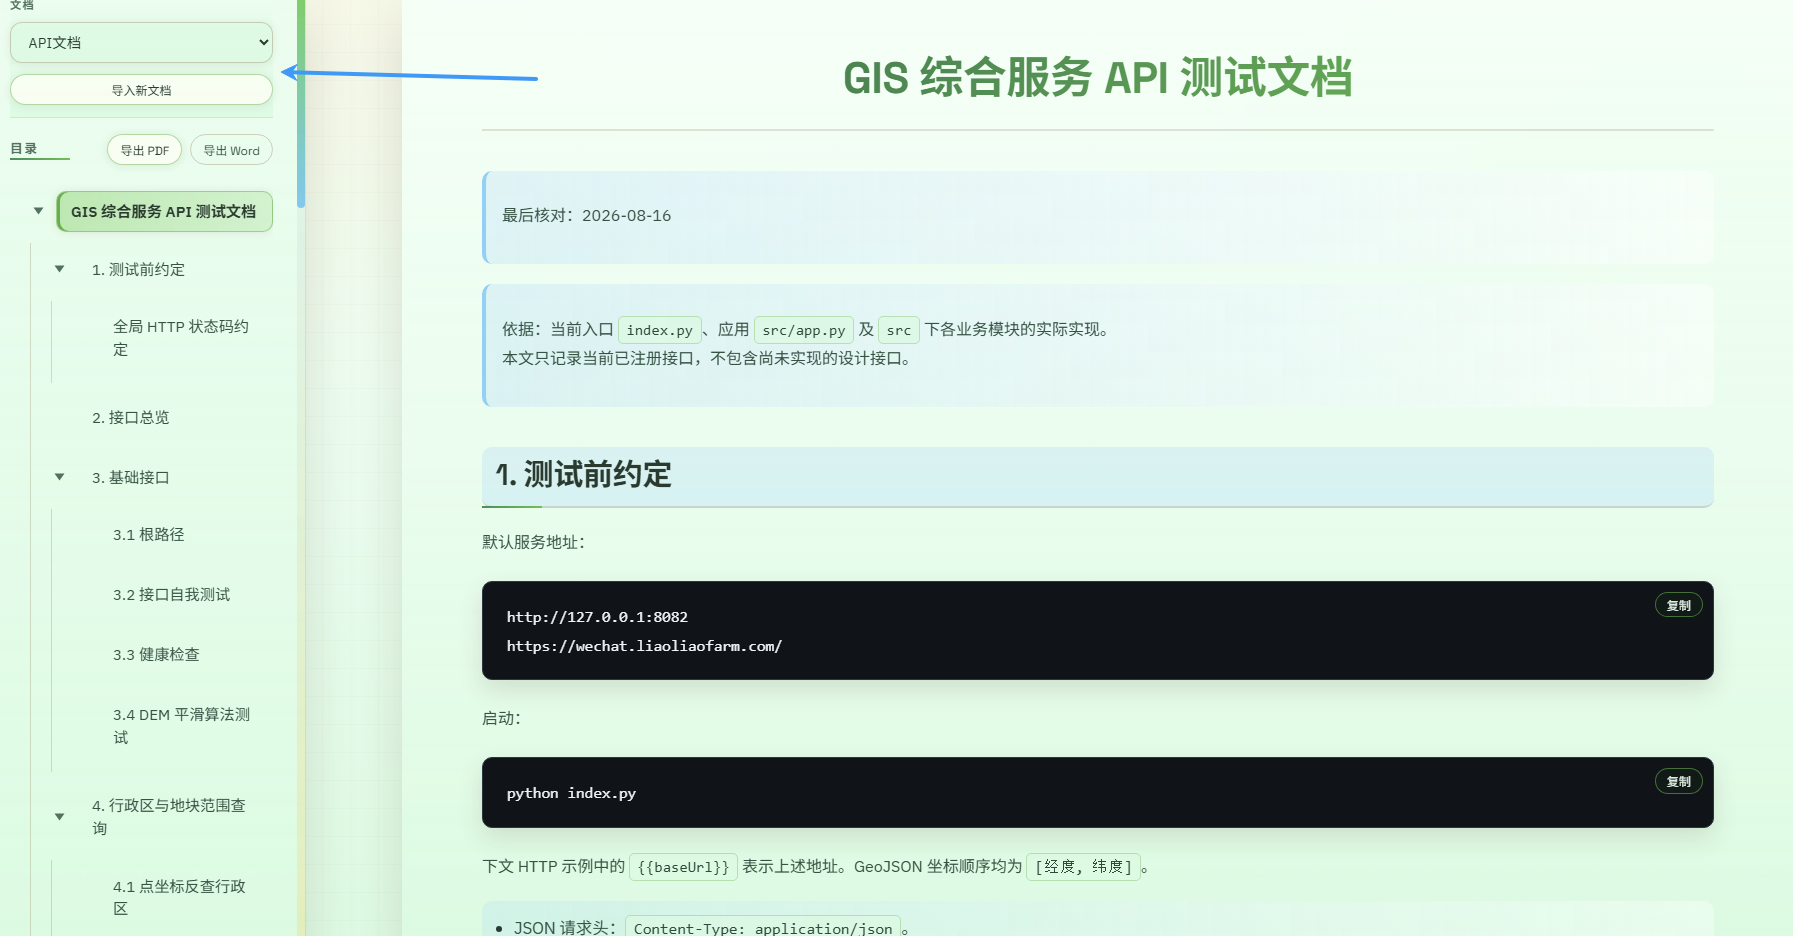 文档
API文档
导入新文档
目录
导出 PDF
导出 Word
GIS 综合服务 API 测试文档
1. 测试前约定
全局 HTTP 状态码约
定
2. 接口总览
3. 基础接口
3.1 根路径
3.2 接口自我测试
3.3 健康检查
3.4 DEM 平滑算法测
试
4. 行政区与地块范围查
询
4.1 点坐标反查行政
区
GIS 综合服务 API 测试文档
最后核对：2026-08-16
依据：当前入口 index.py、应用 src/app.py 及 src 下各业务模块的实际实现。
本文只记录当前已注册接口，不包含尚未实现的设计接口。
1. 测试前约定
默认服务地址：
复制
http://127.0.0.1:8082
https://wechat.liaoliaofarm.com/
启动：
复制
python index.py
下文 HTTP 示例中的 {{baseUrl}} 表示上述地址。GeoJSON 坐标顺序均为 [经度, 纬度]。
JSON 请求头：Content-Type: application/json。